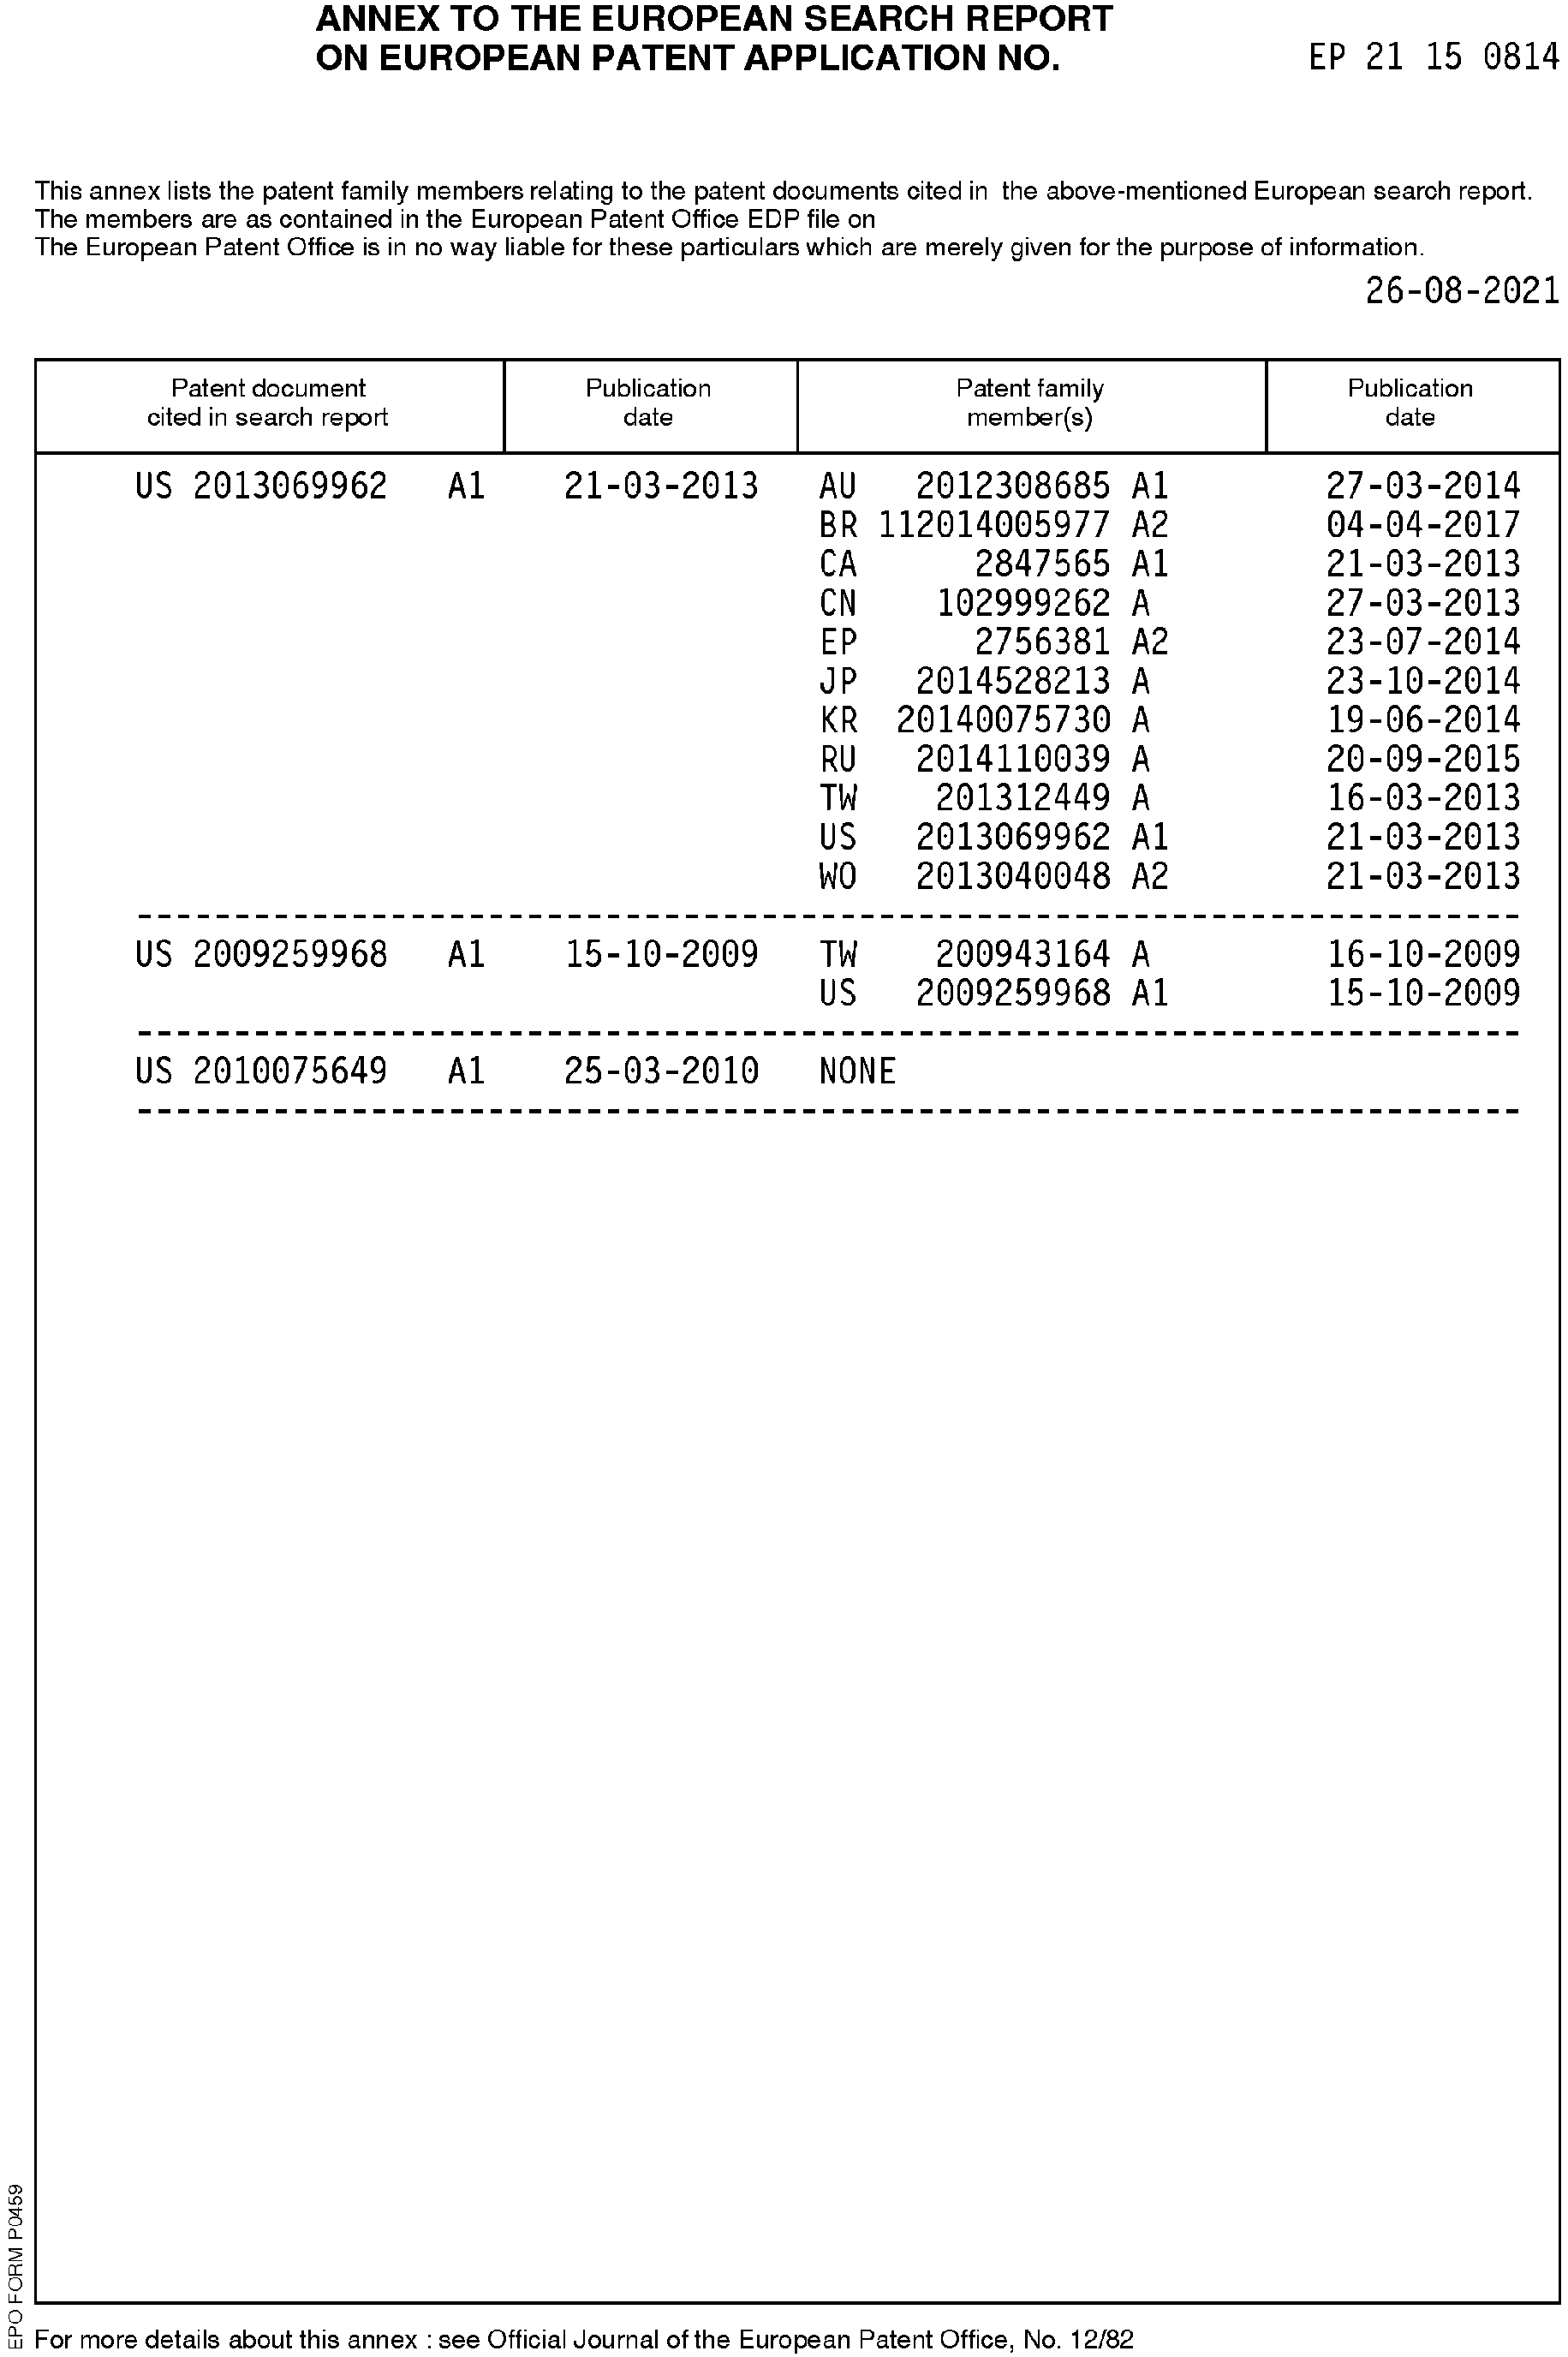 ANNEX TO THE EUROPEAN SEARCH REPORT
ON EUROPEAN PATENT APPLICATION NO. EP 21 15 0814
This annex lists the patent family members relating to the patent documents cited in the above-mentioned European search report.
The members are as contained in the European Patent Office EDP file on
The European Patent Office is in no way liable for these particulars which are merely given for the purpose of information.
26-08-2021
Patent document Publication Patent family Publication
cited in search report date member(s) date
US 2013069962 A1 21-03-2013 AU 2012308685 A1 27-03-2014
BR 112014005977 A2 04-04-2017
CA 2847565 A1 21-03-2013
CN 102999262 A 27-03-2013
EP 2756381 A2 23-07-2014
JP 2014528213 A 23-10-2014
KR 20140075730 A 19-06-2014
RU 2014110039 A 20-09-2015
TW 201312449 A 16-03-2013
US 2013069962 A1 21-03-2013
WO 2013040048 A2 21-03-2013
US 2009259968 A1 15-10-2009 TW 200943164 A 16-10-2009
US 2009259968 A1 15-10-2009
US 2010075649 A1 25-03-2010 NONE
EPO FORM P0459
For more details about this annex : see Official Journal of the European Patent Office, No. 12/82